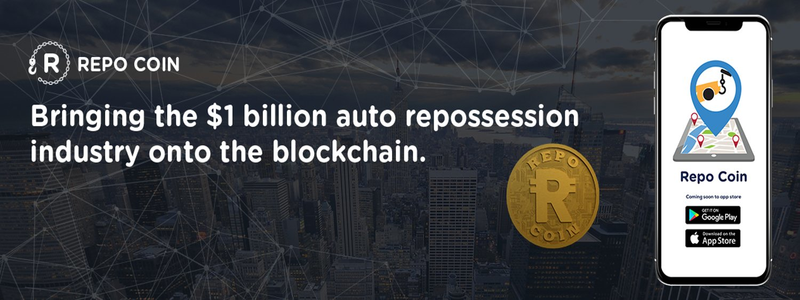 R REPO COIN
Bringing the $1 billion auto repossession
industry onto the blockchain.
REPO
R
COIN
Repo Coin
Coming soon to app store
GET IT ON
Google Play
Download on the
App Store